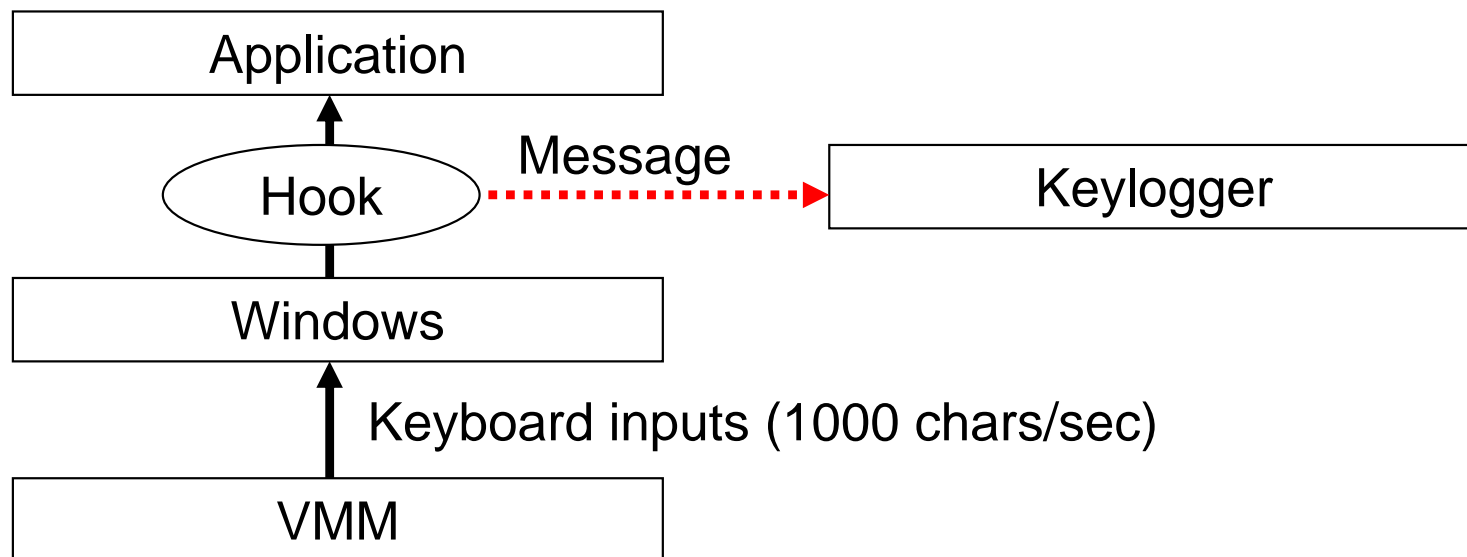 Application
Message
Hook
Keylogger
Windows
Keyboard inputs (1000 chars/sec)
VMM